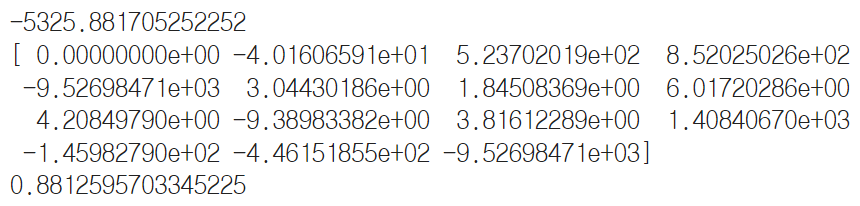 -5325.881705252252
[ 0.00000000e+00 -4.01606591e+01  5.23702019e+02  8.52025026e+02
 -9.52698471e+03  3.04430186e+00  1.84508369e+00  6.01720286e+00
  4.20849790e+00 -9.38983382e+00  3.81612289e+00  1.40840670e+03
 -1.45982790e+02 -4.46151855e+02 -9.52698471e+03]
0.8812595703345225